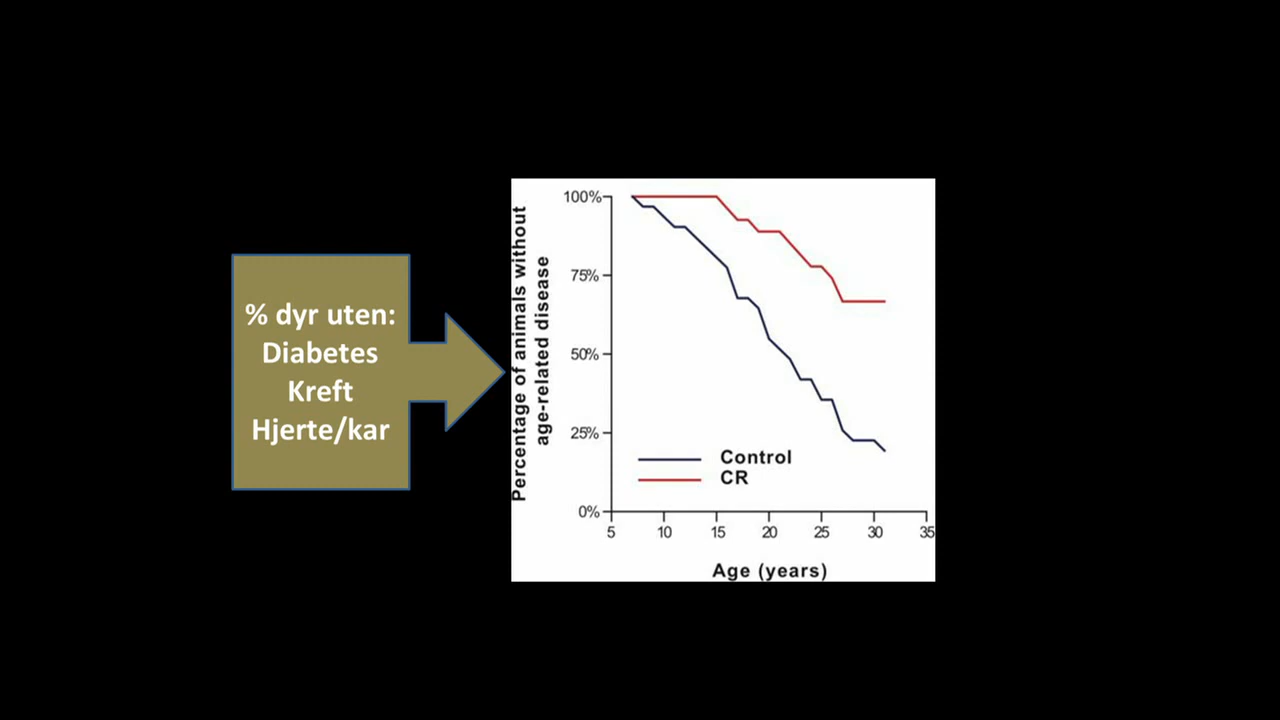 % dyr uten:
Diabetes
Kreft
Hjerte/kar
Percentage of animals without
age-related disease
100%
75%
50%
25%
0%
Control
CR
5 10 15 20 25 30 35
Age (years)